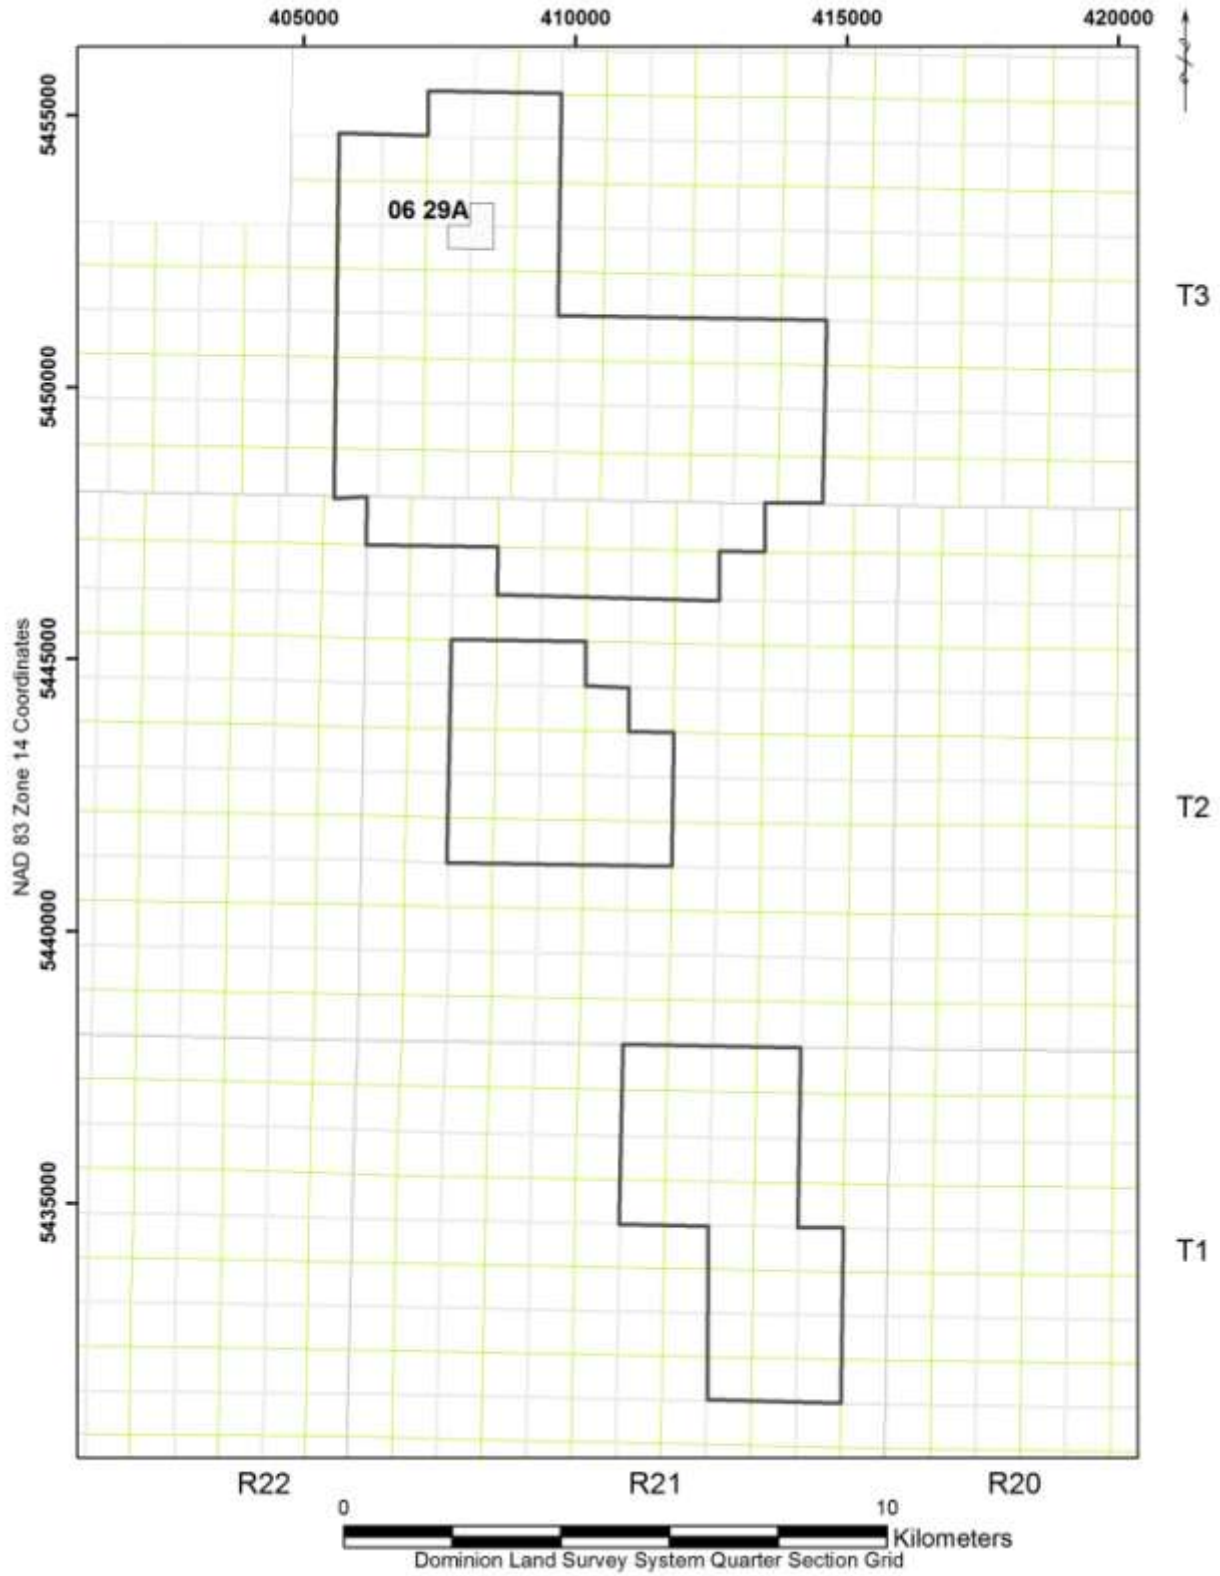 405000 410000 415000 420000
5455000
06 29A
T3
5450000
5445000
NAD 83 Zone 14 Coordinates
T2
5440000
5435000
T1
R22 R21 R20
0 10
Kilometers
Dominion Land Survey System Quarter Section Grid